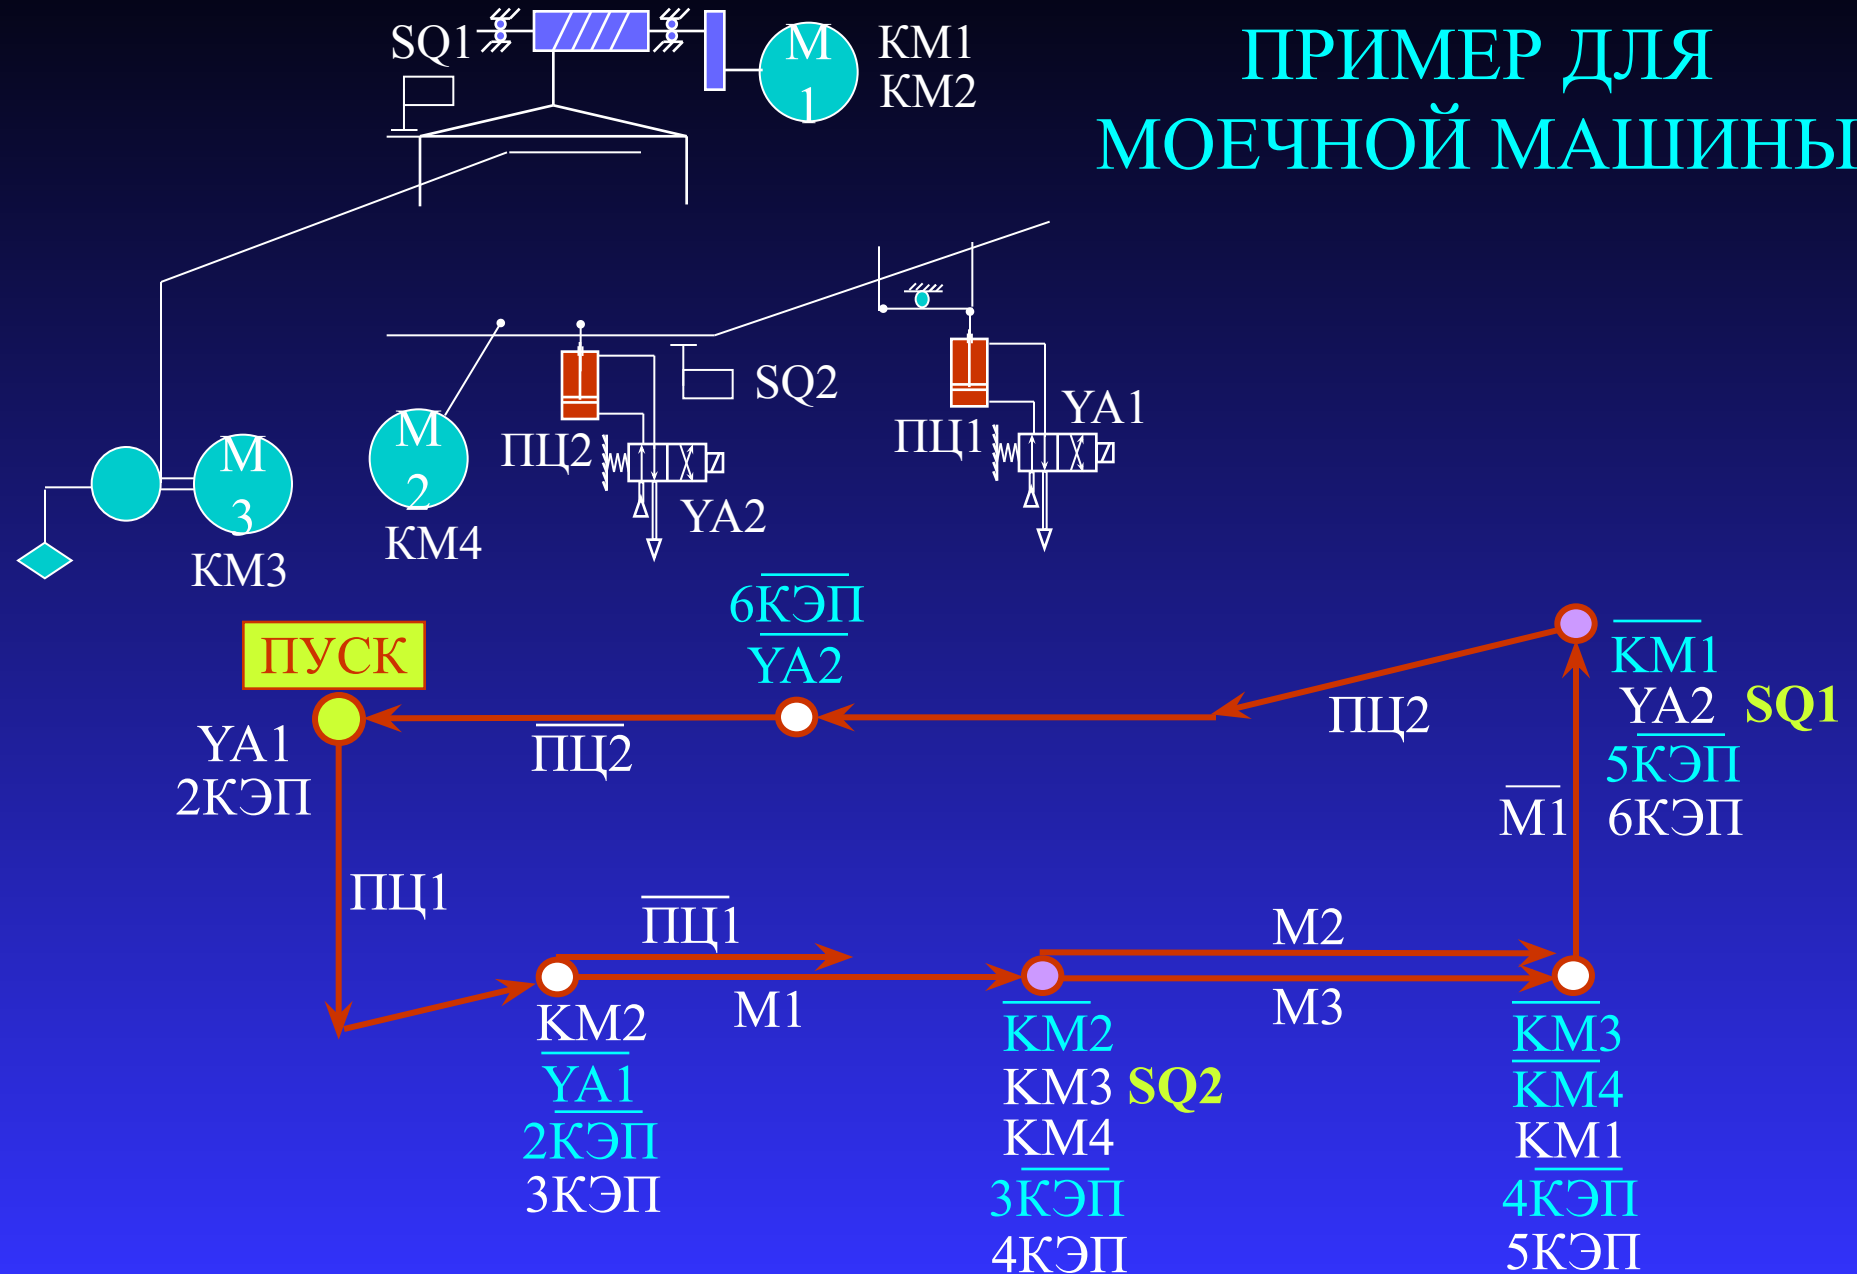 ПРИМЕР ДЛЯ
МОЕЧНОЙ МАШИНЫ
SQ1
М
1
КМ1
КМ2
SQ2
YA1
ПЦ2
ПЦ1
М
2
М
3
YA2
КМ4
КМ3
6КЭП
YA2
ПУСК
КМ1
YA2 SQ1
5КЭП
6КЭП
ПЦ2
ПЦ2
YA1
2КЭП
М1
ПЦ1
ПЦ1
М2
М1
М3
КМ2
YA1
2КЭП
3КЭП
КМ2
КМ3 SQ2
КМ4
3КЭП
4КЭП
КМ3
КМ4
КМ1
4КЭП
5КЭП